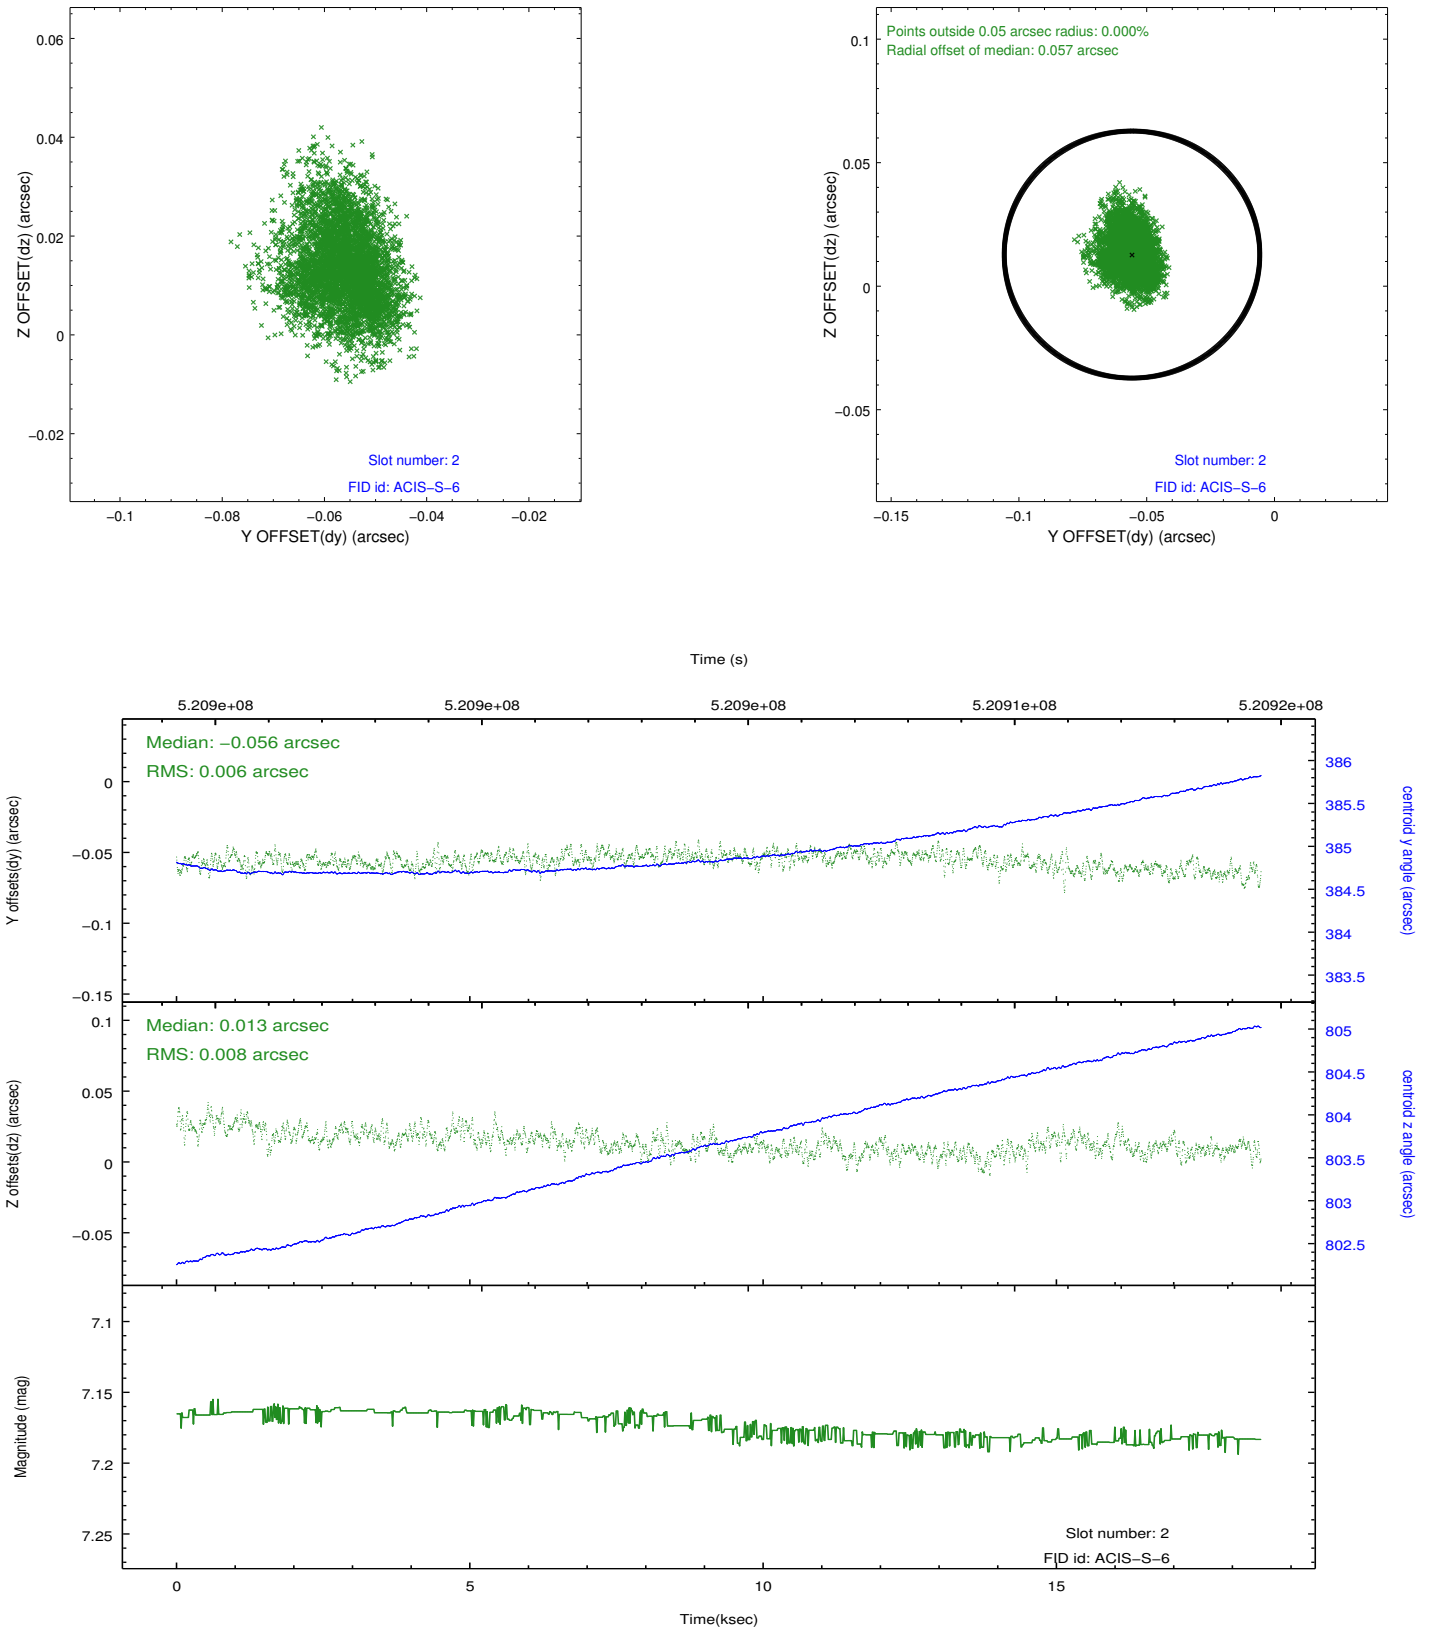 0.06
0.04
0.02
0
−0.02
Z OFFSET(dz) (arcsec)
Slot number: 2
FID id: ACIS−S−6
−0.1
−0.08
−0.06
−0.04
−0.02
Y OFFSET(dy) (arcsec)
Points outside 0.05 arcsec radius: 0.000%
Radial offset of median: 0.057 arcsec
0.1
0.05
0
−0.05
Z OFFSET(dz) (arcsec)
Slot number: 2
FID id: ACIS−S−6
−0.15
−0.1
−0.05
0
Y OFFSET(dy) (arcsec)
Time (s)
5.209e+08
5.209e+08
5.209e+08
5.2091e+08
5.2092e+08
Median: −0.056 arcsec
RMS: 0.006 arcsec
0
−0.05
−0.1
−0.15
Y offsets(dy) (arcsec)
386
385.5
385
384.5
384
383.5
centroid y angle (arcsec)
Median: 0.013 arcsec
RMS: 0.008 arcsec
0.1
0.05
0
−0.05
Z offsets(dz) (arcsec)
805
804.5
804
803.5
803
802.5
centroid z angle (arcsec)
7.1
7.15
7.2
7.25
Magnitude (mag)
Slot number: 2
FID id: ACIS−S−6
0
5
10
15
Time(ksec)